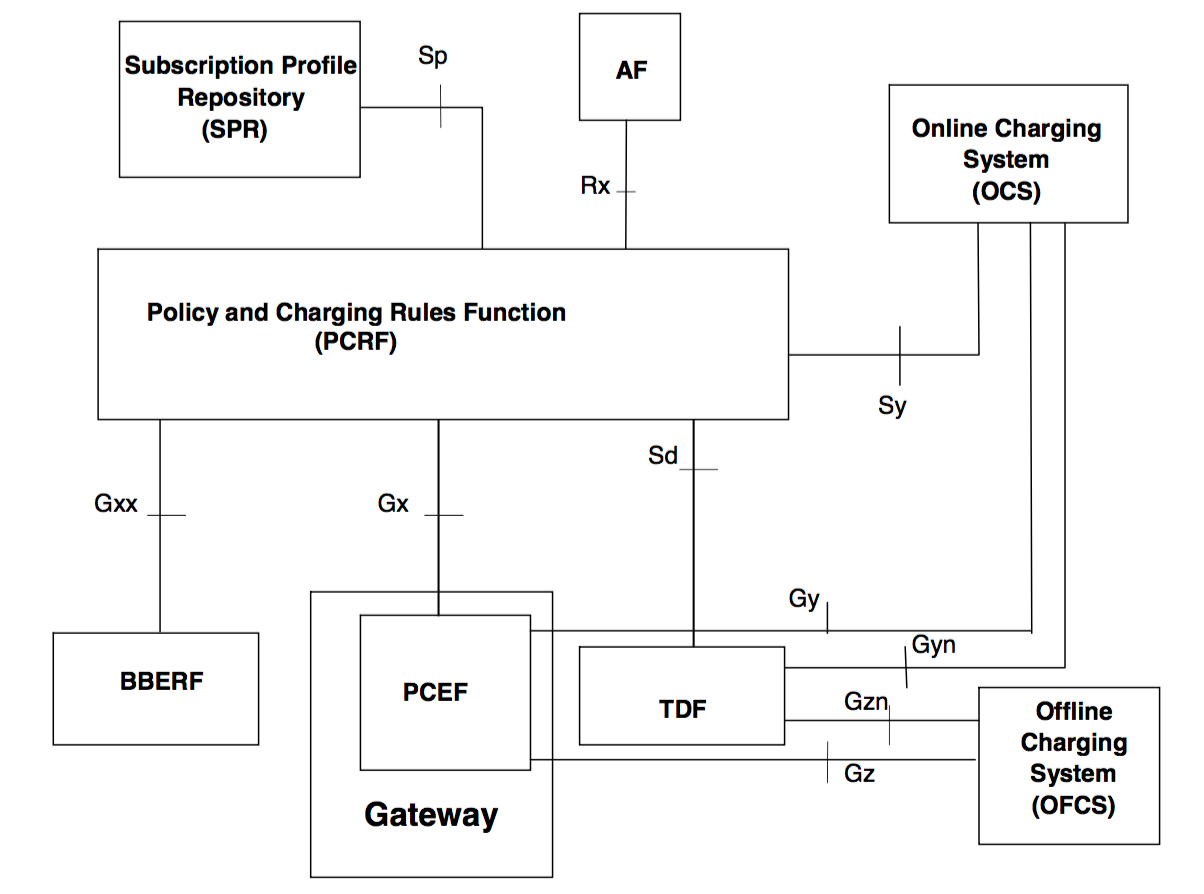 Sp
AF
Subscription Profile
Repository
(SPR)
Online Charging
System
(OCS)
Rx
Policy and Charging Rules Function
(PCRF)
Sy
Sd
Gxx
Gx
Gy
Gyn
BBERF
PCEF
TDF
Gzn
Offline
Charging
System
(OFCS)
Gz
Gateway